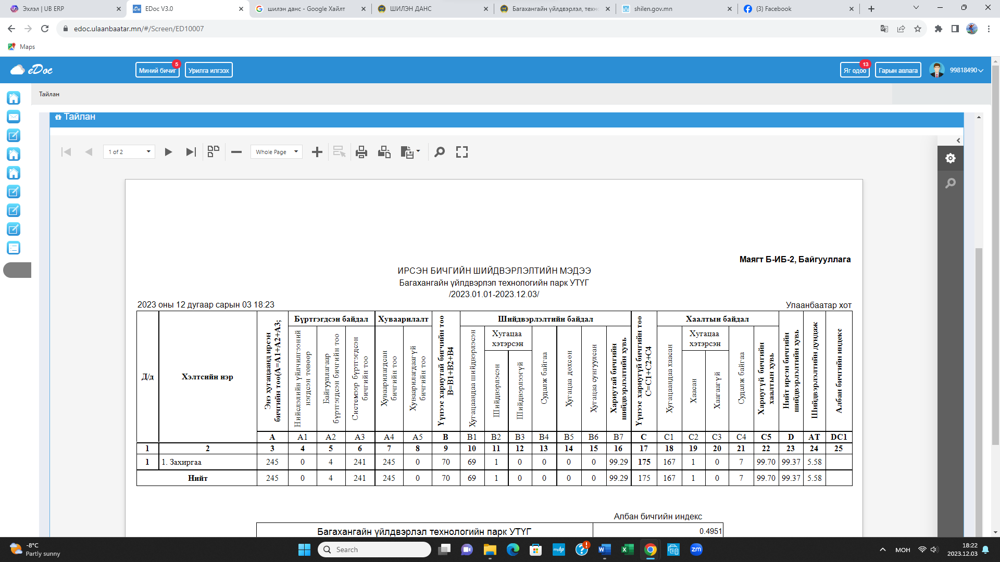 Эхлэл | UB ERP
EDoc V3.0
шилэн данс - Google Хайлт
ШИЛЭН ДАНС
Багахангайн үйлдвэрлэл, техно
shilen.gov.mn
(3) Facebook
edoc.ulaanbaatar.mn/#/Screen/ED10007
Maps
eDoc
Миний бичиг
5
Урилга илгээх
Яг одоо
13
Гарын авлага
99818490
Тайлан
Тайлан
1 of 2
Whole Page
Маягт Б-ИБ-2, Байгууллага
ИРСЭН БИЧГИЙН ШИЙДВЭРЛЭЛТИЙН МЭДЭЭ
Багахангайн үйлдвэрлэл технологийн парк УТҮГ
/2023.01.01-2023.12.03/
2023 оны 12 дугаар сарын 03 18:23
Улаанбаатар хот
Д/д
Хэлтсийн нэр
Энэ хугацаанд ирсэн
бичгийн тоо(A=A1+A2+A3;
Бүртгэгдсэн байдал
Нийслэлийн үйлчилгээний
нэгдсэн төвөөр
Байгууллагаар
бүртгэгдсэн бичгийн тоо
Системээр бүртгэгдсэн
бичгийн тоо
Хуваарилалт
Хуваарилагдсан
бичгийн тоо
Хуваарилагдаагүй
бичгийн тоо
Үүнээс хариутай бичгийн тоо
B=B1+B2+B4
Шийдвэрлэлтийн байдал
Хугацаандаа шийдвэрлэсэн
Хугацаа
хэтэрсэн
Шийдвэрлэсэн
Шийдвэрлэгүй
Судалж байгаа
Хугацаа дөхсөн
Хугацаа сунгуулсан
Хариутай бичгийн
шийдвэрлэлтийн хувь
Үүнээс хариугүй бичгийн тоо
C=C1+C2+C4
Хаалтын байдал
Хугацаандаа хаасан
Хугацаа
хэтэрсэн
Хаасан
Хаагаагүй
Судалж байгаа
Хариугүй бичгийн
хаалтын хувь
Нийт ирсэн бичгийн
шийдвэрлэлтийн хувь
Шийдвэрлэлтийн дундаж
Албан бичгийн индекс
A A1 A2 A3 A4 A5 B B1 B2 B3 B4 B5 B6 B7 C C1 C2 C3 C4 C5 D AT DC1
1 2 3 4 5 6 7 8 9 10 11 12 13 14 15 16 17 18 19 20 21 22 23 24 25
1 1. Захиргаа 245 0 4 241 245 0 70 69 1 0 0 0 0 99.29 175 167 1 0 7 99.70 99.37 5.58
Нийт 245 0 4 241 245 0 70 69 1 0 0 0 0 99.29 175 167 1 0 7 99.70 99.37 5.58
Албан бичгийн индекс
Багахангайн үйлдвэрлэл технологийн парк УТҮГ 0.4951
-8°C
Partly sunny
Search
myhp
zm
МОН
18:22
2023.12.03